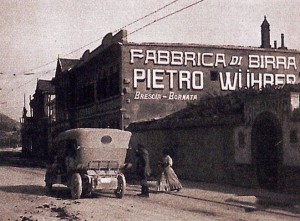 FABBRICA DI BIRRA
PIETRO WÜHRER
BRESCIA - BORNATA